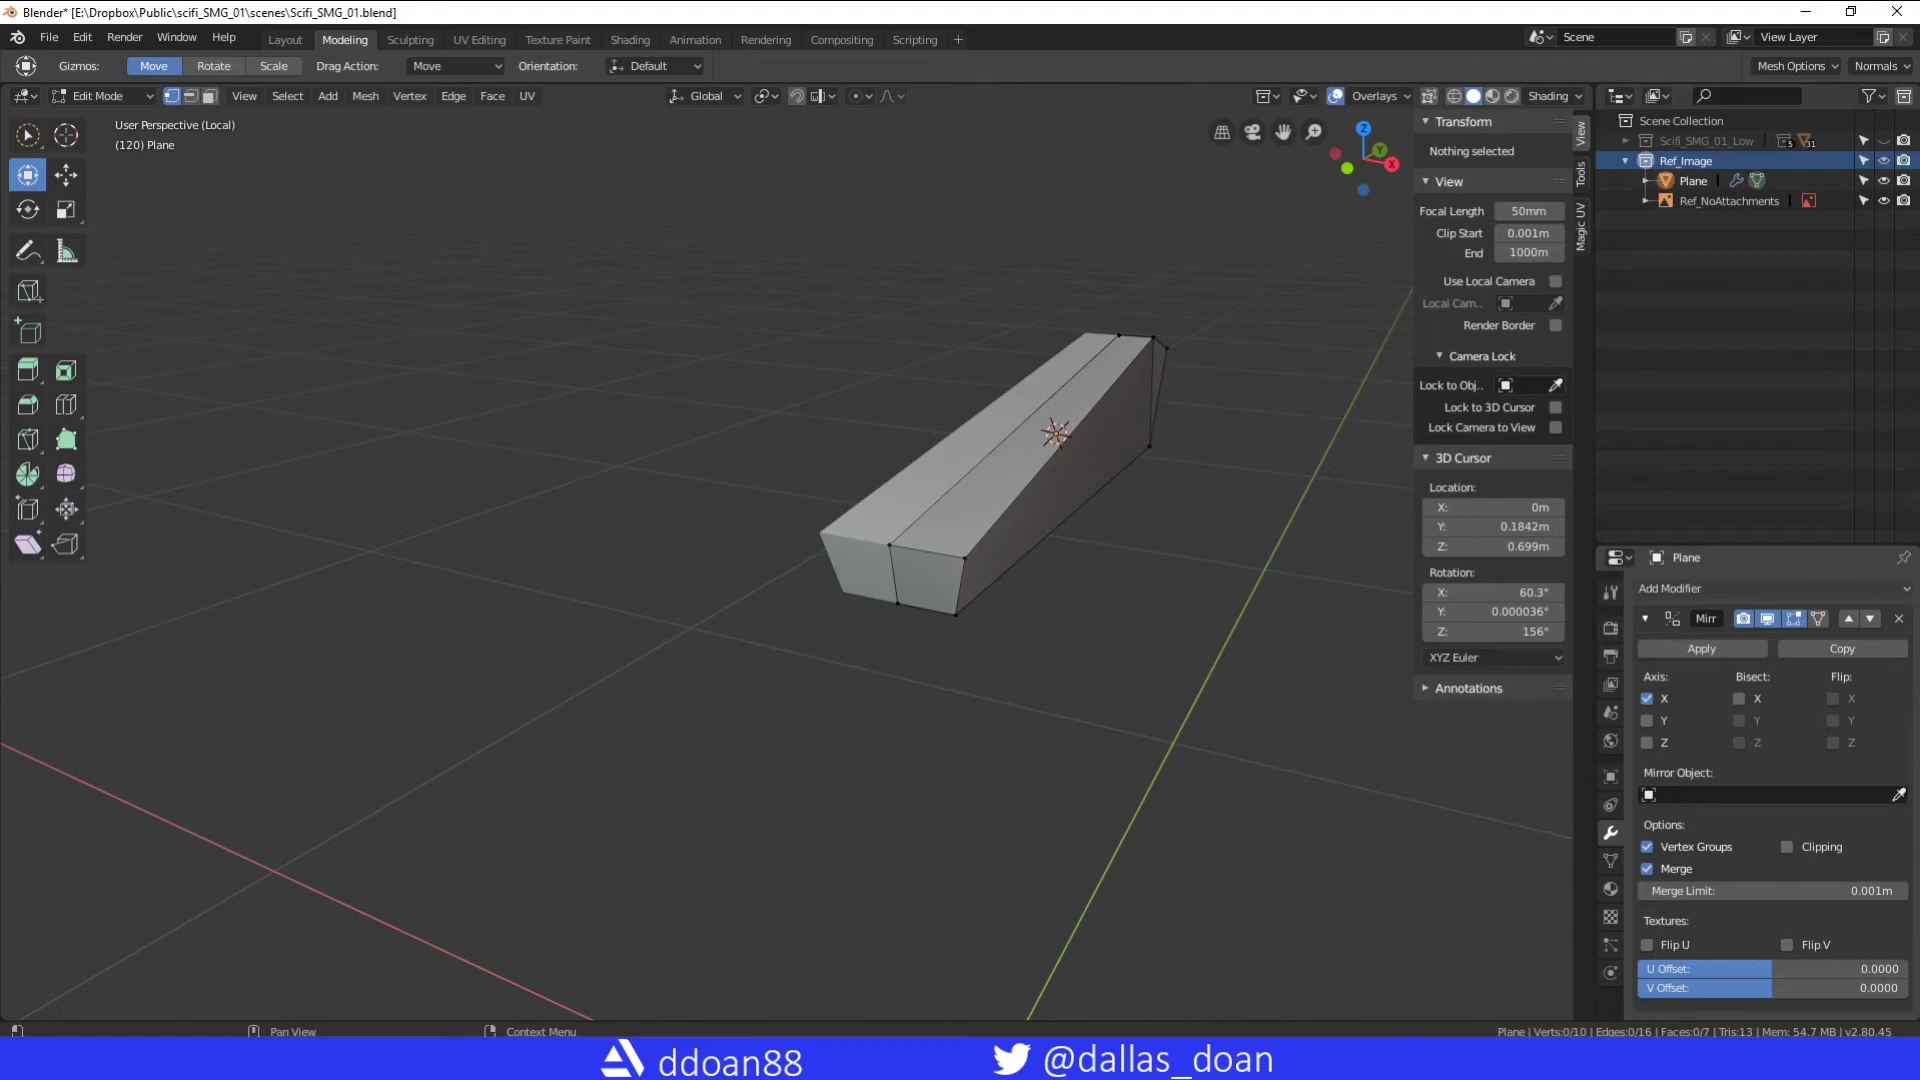 Blender* [E:\Dropbox\Public\scifi_SMG_01\scenes\Scifi_SMG_01.blend]
File Edit Render Window Help Layout Modeling Sculpting UV Editing Texture Paint Shading Animation Rendering Compositing Scripting + Scene View Layer
Gizmos: Move Rotate Scale Drag Action: Move Orientation: Default Mesh Options Normals
Edit Mode View Select Add Mesh Vertex Edge Face UV Global Overlays Shading
User Perspective (Local)
(120) Plane
Z
Y
X
Transform
Nothing selected
View
Focal Length 50mm
Clip Start 0.001m
End 1000m
Use Local Camera
Local Cam..
Render Border
Camera Lock
Lock to Obj..
Lock to 3D Cursor
Lock Camera to View
3D Cursor
Location:
X: 0m
Y: 0.1842m
Z: 0.699m
Rotation:
X: 60.3°
Y: 0.000036°
Z: 156°
XYZ Euler
Annotations
View
Tools
Magic UV
Scene Collection
Scifi_SMG_01_Low 5 31
Ref_Image
Plane
Ref_NoAttachments
Plane
Add Modifier
Mirr
Apply Copy
Axis: Bisect: Flip:
X X X
Y Y Y
Z Z Z
Mirror Object:
Options:
Vertex Groups Clipping
Merge
Merge Limit: 0.001m
Textures:
Flip U Flip V
U Offset: 0.0000
V Offset: 0.0000
Pan View Context Menu Plane | Verts:0/10 | Edges:0/16 | Faces:0/7 | Tris:13 | Mem: 54.7 MB | v2.80.45
ddoan88 @dallas_doan